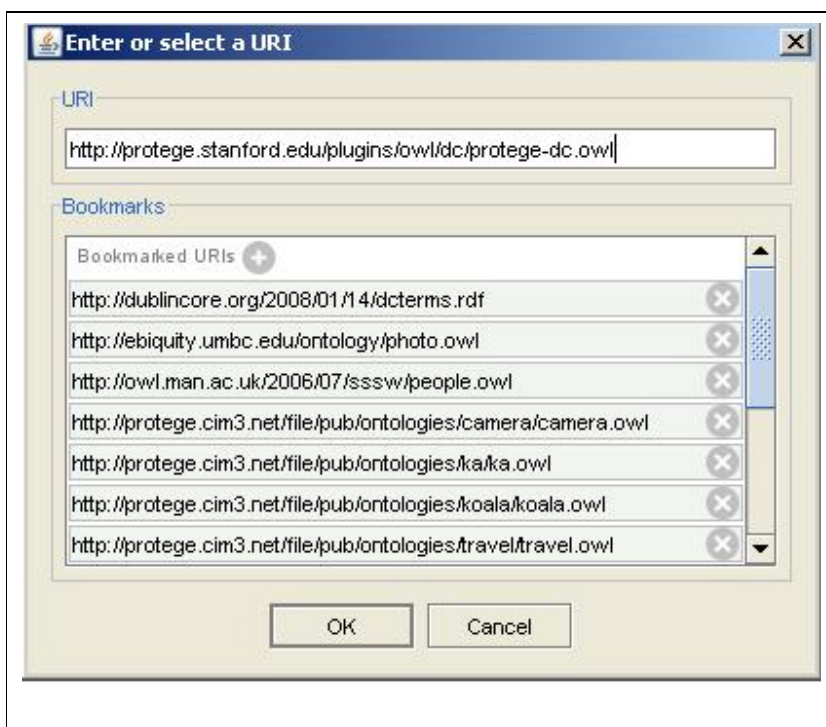 Enter or select a URI
URI
http://protege.stanford.edu/plugins/owl/dc/protege-dc.owl
Bookmarks
Bookmarked URIs
http://dublincore.org/2008/01/14/dcterms.rdf
http://ebiquity.umbc.edu/ontology/photo.owl
http://owl.man.ac.uk/2006/07/sssw/people.owl
http://protege.cim3.net/file/pub/ontologies/camera/camera.owl
http://protege.cim3.net/file/pub/ontologies/ka/ka.owl
http://protege.cim3.net/file/pub/ontologies/koala/koala.owl
http://protege.cim3.net/file/pub/ontologies/travel/travel.owl
OK
Cancel